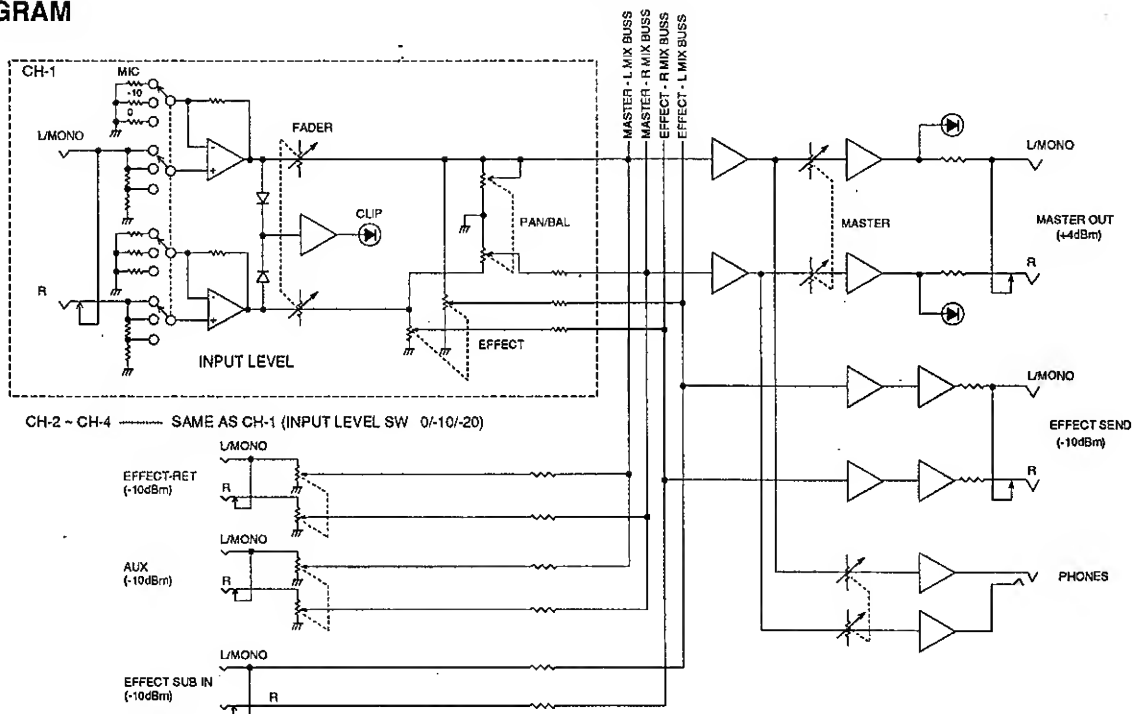 GRAM
MASTER - L MIX BUSS
MASTER - R MIX BUSS
EFFECT - R MIX BUSS
EFFECT - L MIX BUSS
CH-1
MIC
-10
0
L/MONO
FADER
CLIP
PAN/BAL
R
EFFECT
INPUT LEVEL
MASTER
L/MONO
MASTER OUT
(+4dBm)
R
L/MONO
EFFECT SEND
(-10dBm)
R
PHONES
CH-2 ~ CH-4 ------- SAME AS CH-1 (INPUT LEVEL SW 0/-10/-20)
L/MONO
EFFECT-RET
(-10dBm)
R
L/MONO
AUX
(-10dBm)
R
L/MONO
EFFECT SUB IN
(-10dBm)
R